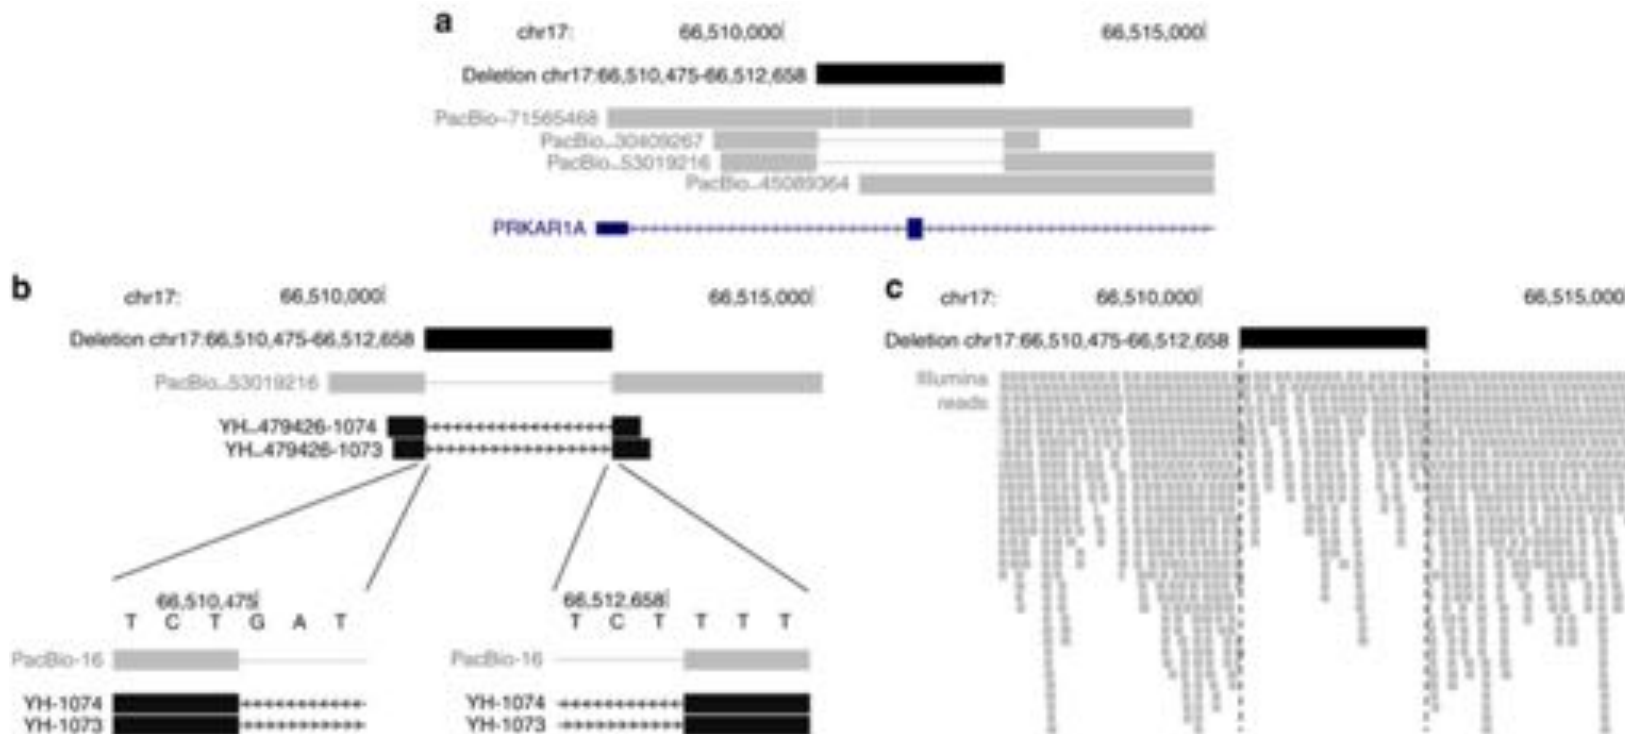 a
chr17: 66,510,000| 66,515,000|
Deletion chr17:66,510,475-66,512,658
PacBio..71565468
PacBio..30409267
PacBio..53019216
PacBio..45089364
PRKAR1A
b
chr17: 66,510,000| 66,515,000|
Deletion chr17:66,510,475-66,512,658
PacBio..53019216
YH..479426-1074
YH..479426-1073
66,510,475| 66,512,658|
T C T G A T T C T T T T
PacBio-16 PacBio-16
YH-1074 YH-1074
YH-1073 YH-1073
c
chr17: 66,510,000| 66,515,000
Deletion chr17:66,510,475-66,512,658
Illumina
reads